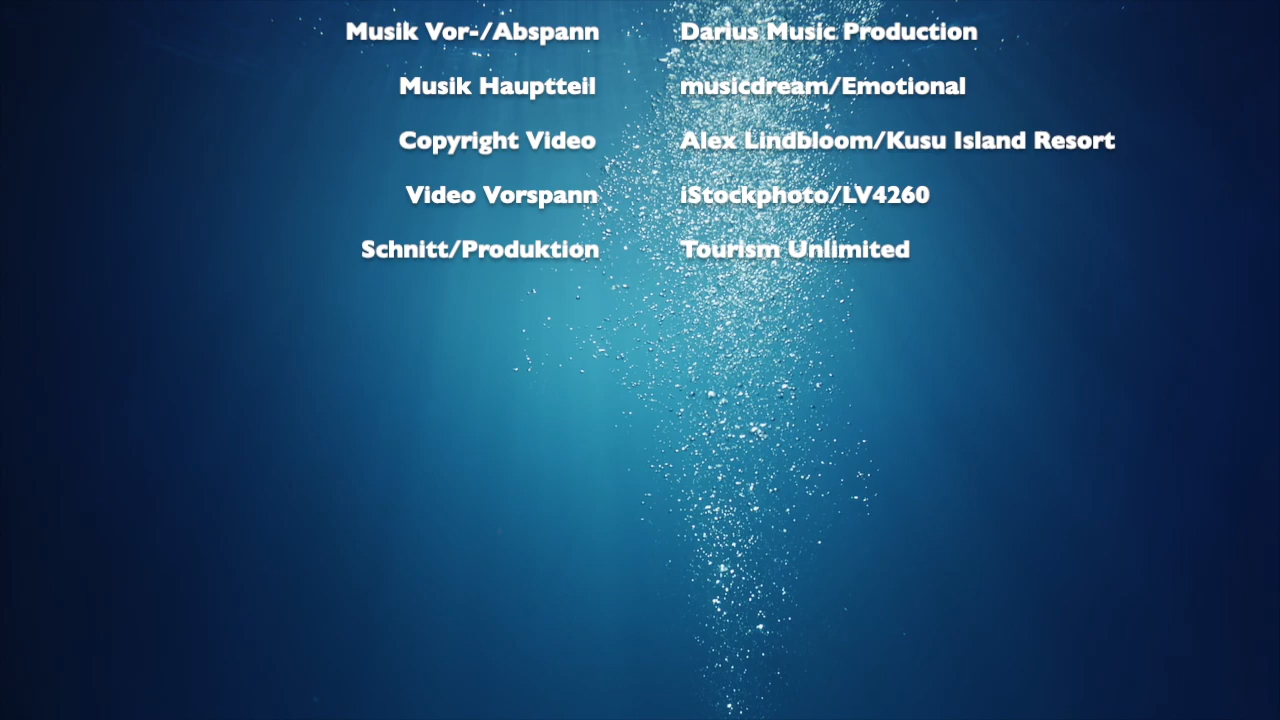 Musik Vor-/Abspann Darius Music Production
Musik Hauptteil musicdream/Emotional
Copyright Video Alex Lindbloom/Kusu Island Resort
Video Vorspann iStockphoto/LV4260
Schnitt/Produktion Tourism Unlimited